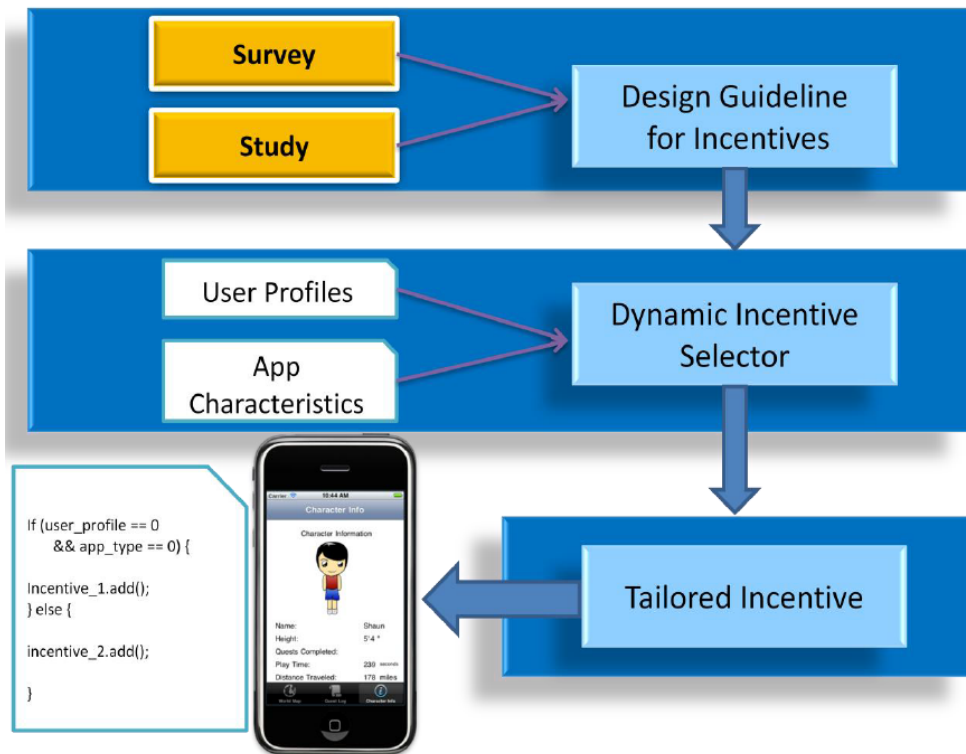 Survey
Study
Design Guideline
for Incentives
User Profiles
App
Characteristics
Dynamic Incentive
Selector
If (user_profile == 0
&& app_type == 0) {
Incentive_1.add();
} else {
incentive_2.add();
}
Carrier 10:44 AM
Character Info
Character Information
Name: Shaun
Height: 5'4 "
Quests Completed:
Play Time: 239 seconds
Distance Traveled: 178 miles
World Map Quest Log Character Info
Tailored Incentive